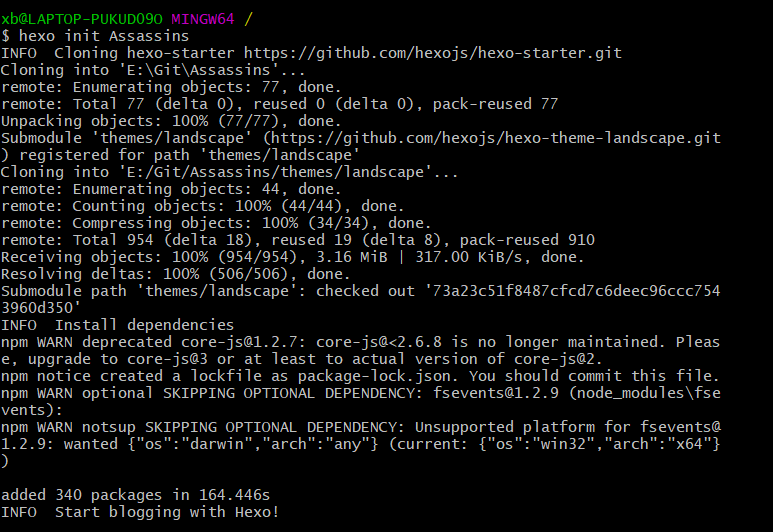 xb@LAPTOP-PUKUD09O MINGW64 /
$ hexo init Assassins
INFO  Cloning hexo-starter https://github.com/hexojs/hexo-starter.git
Cloning into 'E:\Git\Assassins'...
remote: Enumerating objects: 77, done.
remote: Total 77 (delta 0), reused 0 (delta 0), pack-reused 77
Unpacking objects: 100% (77/77), done.
Submodule 'themes/landscape' (https://github.com/hexojs/hexo-theme-landscape.git
) registered for path 'themes/landscape'
Cloning into 'E:/Git/Assassins/themes/landscape'...
remote: Enumerating objects: 44, done.
remote: Counting objects: 100% (44/44), done.
remote: Compressing objects: 100% (34/34), done.
remote: Total 954 (delta 18), reused 19 (delta 8), pack-reused 910
Receiving objects: 100% (954/954), 3.16 MiB | 317.00 KiB/s, done.
Resolving deltas: 100% (506/506), done.
Submodule path 'themes/landscape': checked out '73a23c51f8487cfcd7c6deec96ccc754
3960d350'
INFO  Install dependencies
npm WARN deprecated core-js@1.2.7: core-js@<2.6.8 is no longer maintained. Pleas
e, upgrade to core-js@3 or at least to actual version of core-js@2.
npm notice created a lockfile as package-lock.json. You should commit this file.
npm WARN optional SKIPPING OPTIONAL DEPENDENCY: fsevents@1.2.9 (node_modules\fse
vents):
npm WARN notsup SKIPPING OPTIONAL DEPENDENCY: Unsupported platform for fsevents@
1.2.9: wanted {"os":"darwin","arch":"any"} (current: {"os":"win32","arch":"x64"}
)
added 340 packages in 164.446s
INFO  Start blogging with Hexo!